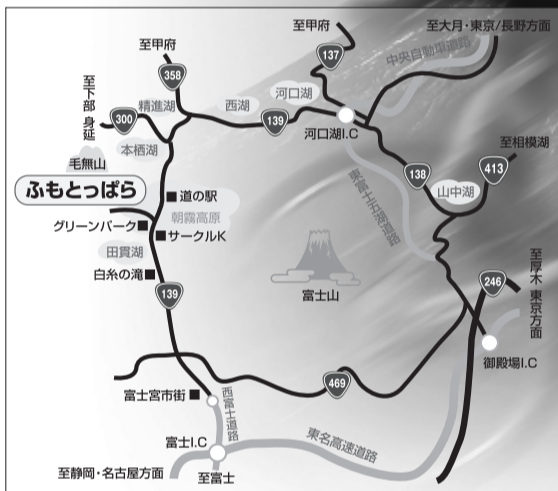 至甲府
至大月・東京/長野方面
中央自動車道路
137
至甲府
358
至下部 身延
300
精進湖
西湖
河口湖
139
河口湖I.C
本栖湖
毛無山
ふもとっぱら
至相模湖
413
138
山中湖
東富士五湖道路
道の駅
朝霧高原
グリーンパーク
サークルK
田貫湖
白糸の滝
139
富士山
246
至厚木 東京方面
御殿場I.C
469
富士宮市街
西富士道路
富士I.C
東名高速道路
至静岡・名古屋方面
至富士